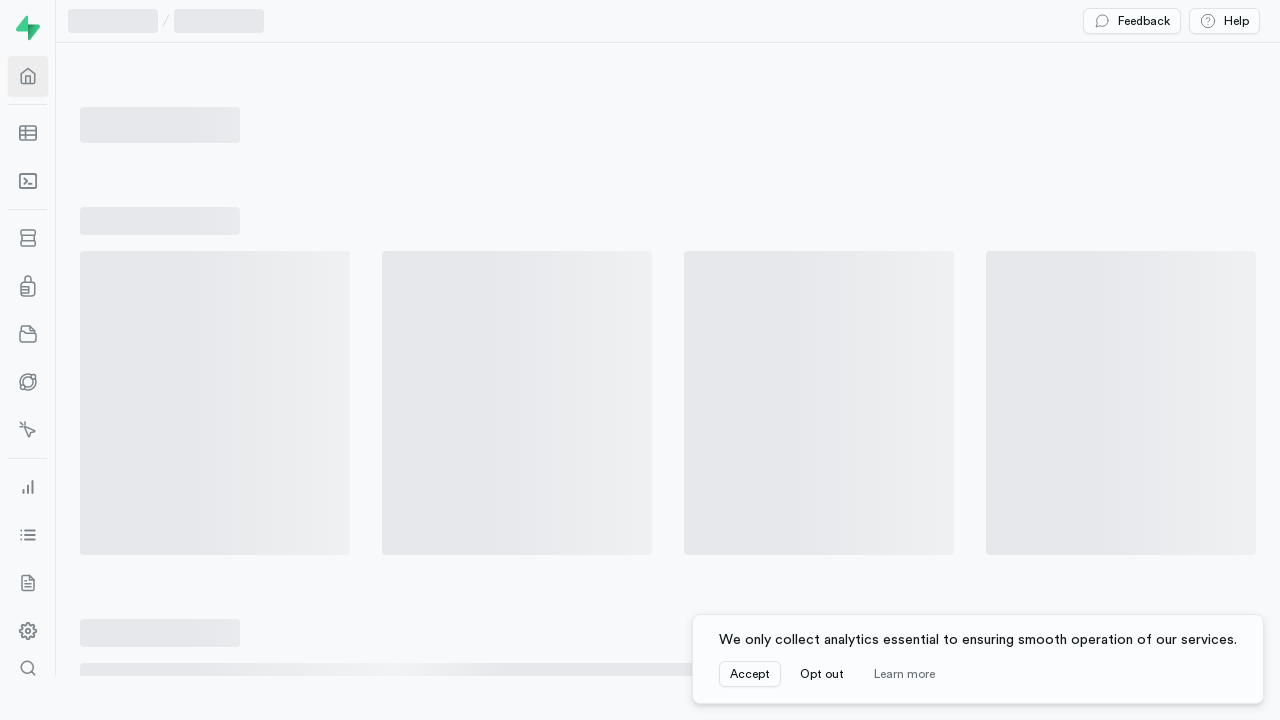 /
Feedback
Help
We only collect analytics essential to ensuring smooth operation of our services.
Accept
Opt out
Learn more